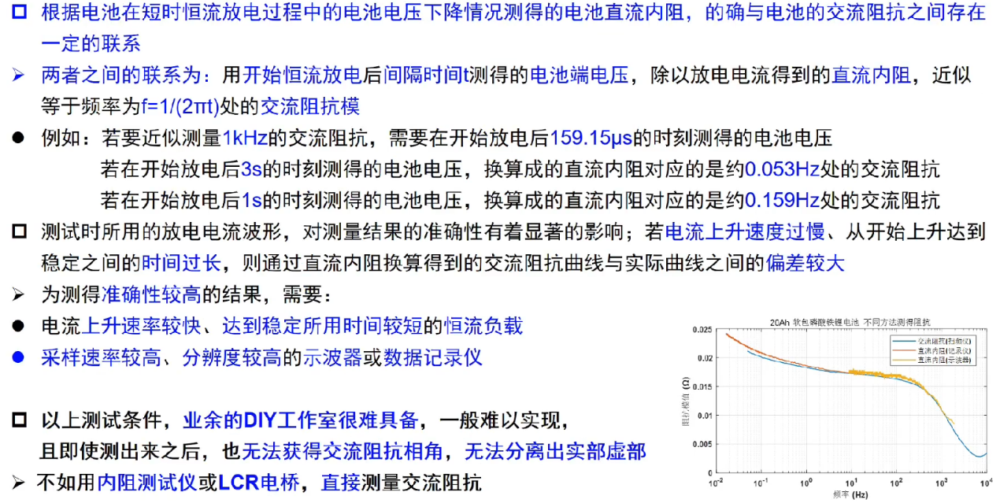 根据电池在短时恒流放电过程中的电池电压下降情况测得的电池直流内阻，的确与电池的交流阻抗之间存在
一定的联系
两者之间的联系为：用开始恒流放电后间隔时间t测得的电池端电压，除以放电电流得到的直流内阻，近似
等于频率为f=1/(2πt)处的交流阻抗模
例如：若要近似测量1kHz的交流阻抗，需要在开始放电后159.15μs的时刻测得的电池电压
若在开始放电后3s的时刻测得的电池电压，换算成的直流内阻对应的是约0.053Hz处的交流阻抗
若在开始放电后1s的时刻测得的电池电压，换算成的直流内阻对应的是约0.159Hz处的交流阻抗
测试时所用的放电电流波形，对测量结果的准确性有着显著的影响；若电流上升速度过慢、从开始上升达到
稳定之间的时间过长，则通过直流内阻换算得到的交流阻抗曲线与实际曲线之间的偏差较大
为测得准确性较高的结果，需要：
电流上升速率较快、达到稳定所用时间较短的恒流负载
采样速率较高、分辨度较高的示波器或数据记录仪
以上测试条件，业余的DIY工作室很难具备，一般难以实现，
且即使测出来之后，也无法获得交流阻抗相角，无法分离出实部虚部
不如用内阻测试仪或LCR电桥，直接测量交流阻抗
20Ah 软包磷酸铁锂电池 不同方法测得阻抗
交流阻抗(扫频仪)
直流内阻(记录仪)
直流内阻(示波器)
阻抗模值 (Ω)
0.025
0.02
0.015
0.01
0.005
0
10⁻² 10⁻¹ 10⁰ 10¹ 10² 10³ 10⁴
频率 (Hz)